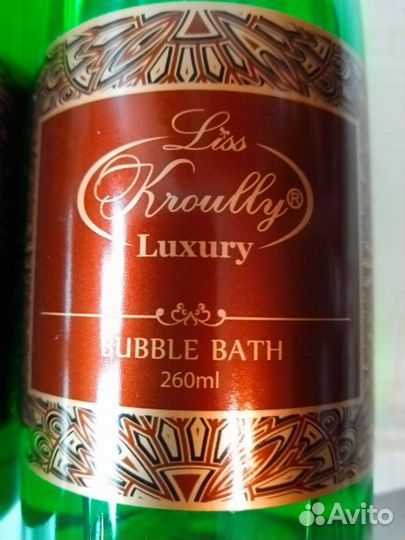 Liss
Kroully®
Luxury
BUBBLE BATH
260ml
Avito